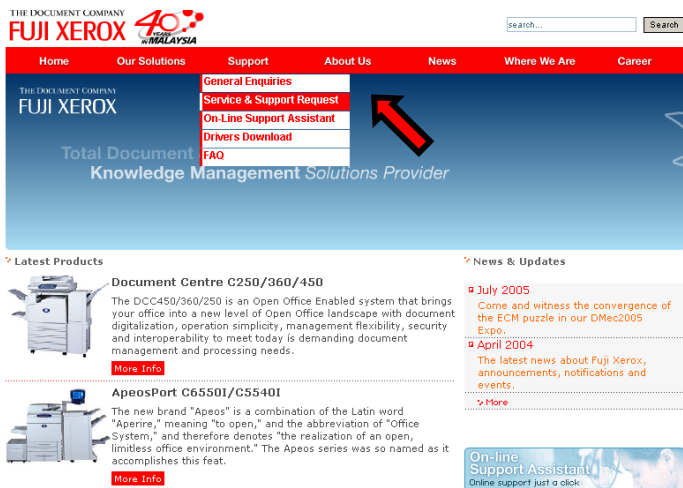 THE DOCUMENT COMPANY
FUJI XEROX
40 YEARS IN MALAYSIA
search...
Search
Home Our Solutions Support About Us News Where We Are Career
General Enquiries
Service & Support Request
On-Line Support Assistant
Drivers Download
FAQ
THE DOCUMENT COMPANY
FUJI XEROX
Total Document
Knowledge Management Solutions Provider
Latest Products
Document Centre C250/360/450
The DCC450/360/250 is an Open Office Enabled system that brings
your office into a new level of Open Office landscape with document
digitalization, operation simplicity, management flexibility, security
and interoperability to meet today ís demanding document
management and processing needs.
More Info
ApeosPort C6550I/C5540I
The new brand "Apeos" is a combination of the Latin word
"Aperire," meaning "to open," and the abbreviation of "Office
System," and therefore denotes "the realization of an open,
limitless office environment." The Apeos series was so named as it
accomplishes this feat.
More Info
News & Updates
July 2005
Come and witness the convergence of
the ECM puzzle in our DMec2005
Expo.
April 2004
The latest news about Fuji Xerox,
announcements, notifications and
events.
More
On-line
Support Assistant
Online support just a click